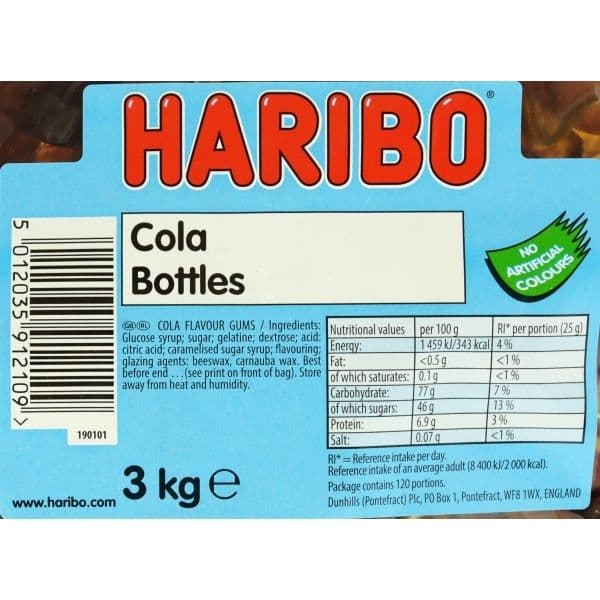 HARIBO®
Cola
Bottles
NO
ARTIFICIAL
COLOURS
5 012035 912109 >
190101
GB IRL COLA FLAVOUR GUMS / Ingredients:
Glucose syrup; sugar; gelatine; dextrose; acid:
citric acid; caramelised sugar syrup; flavouring;
glazing agents: beeswax, carnauba wax. Best
before end ...(see print on front of bag). Store
away from heat and humidity.
Nutritional values per 100 g RI* per portion (25 g)
Energy: 1 459 kJ/343 kcal 4 %
Fat: <0.5 g <1 %
of which saturates: 0.1 g <1 %
Carbohydrate: 77 g 7 %
of which sugars: 46 g 13 %
Protein: 6.9 g 3 %
Salt: 0.07 g <1 %
RI* = Reference intake per day.
Reference intake of an average adult (8 400 kJ/2 000 kcal).
Package contains 120 portions.
Dunhills (Pontefract) Plc, PO Box 1, Pontefract, WF8 1WX, ENGLAND
www.haribo.com
3 kg e